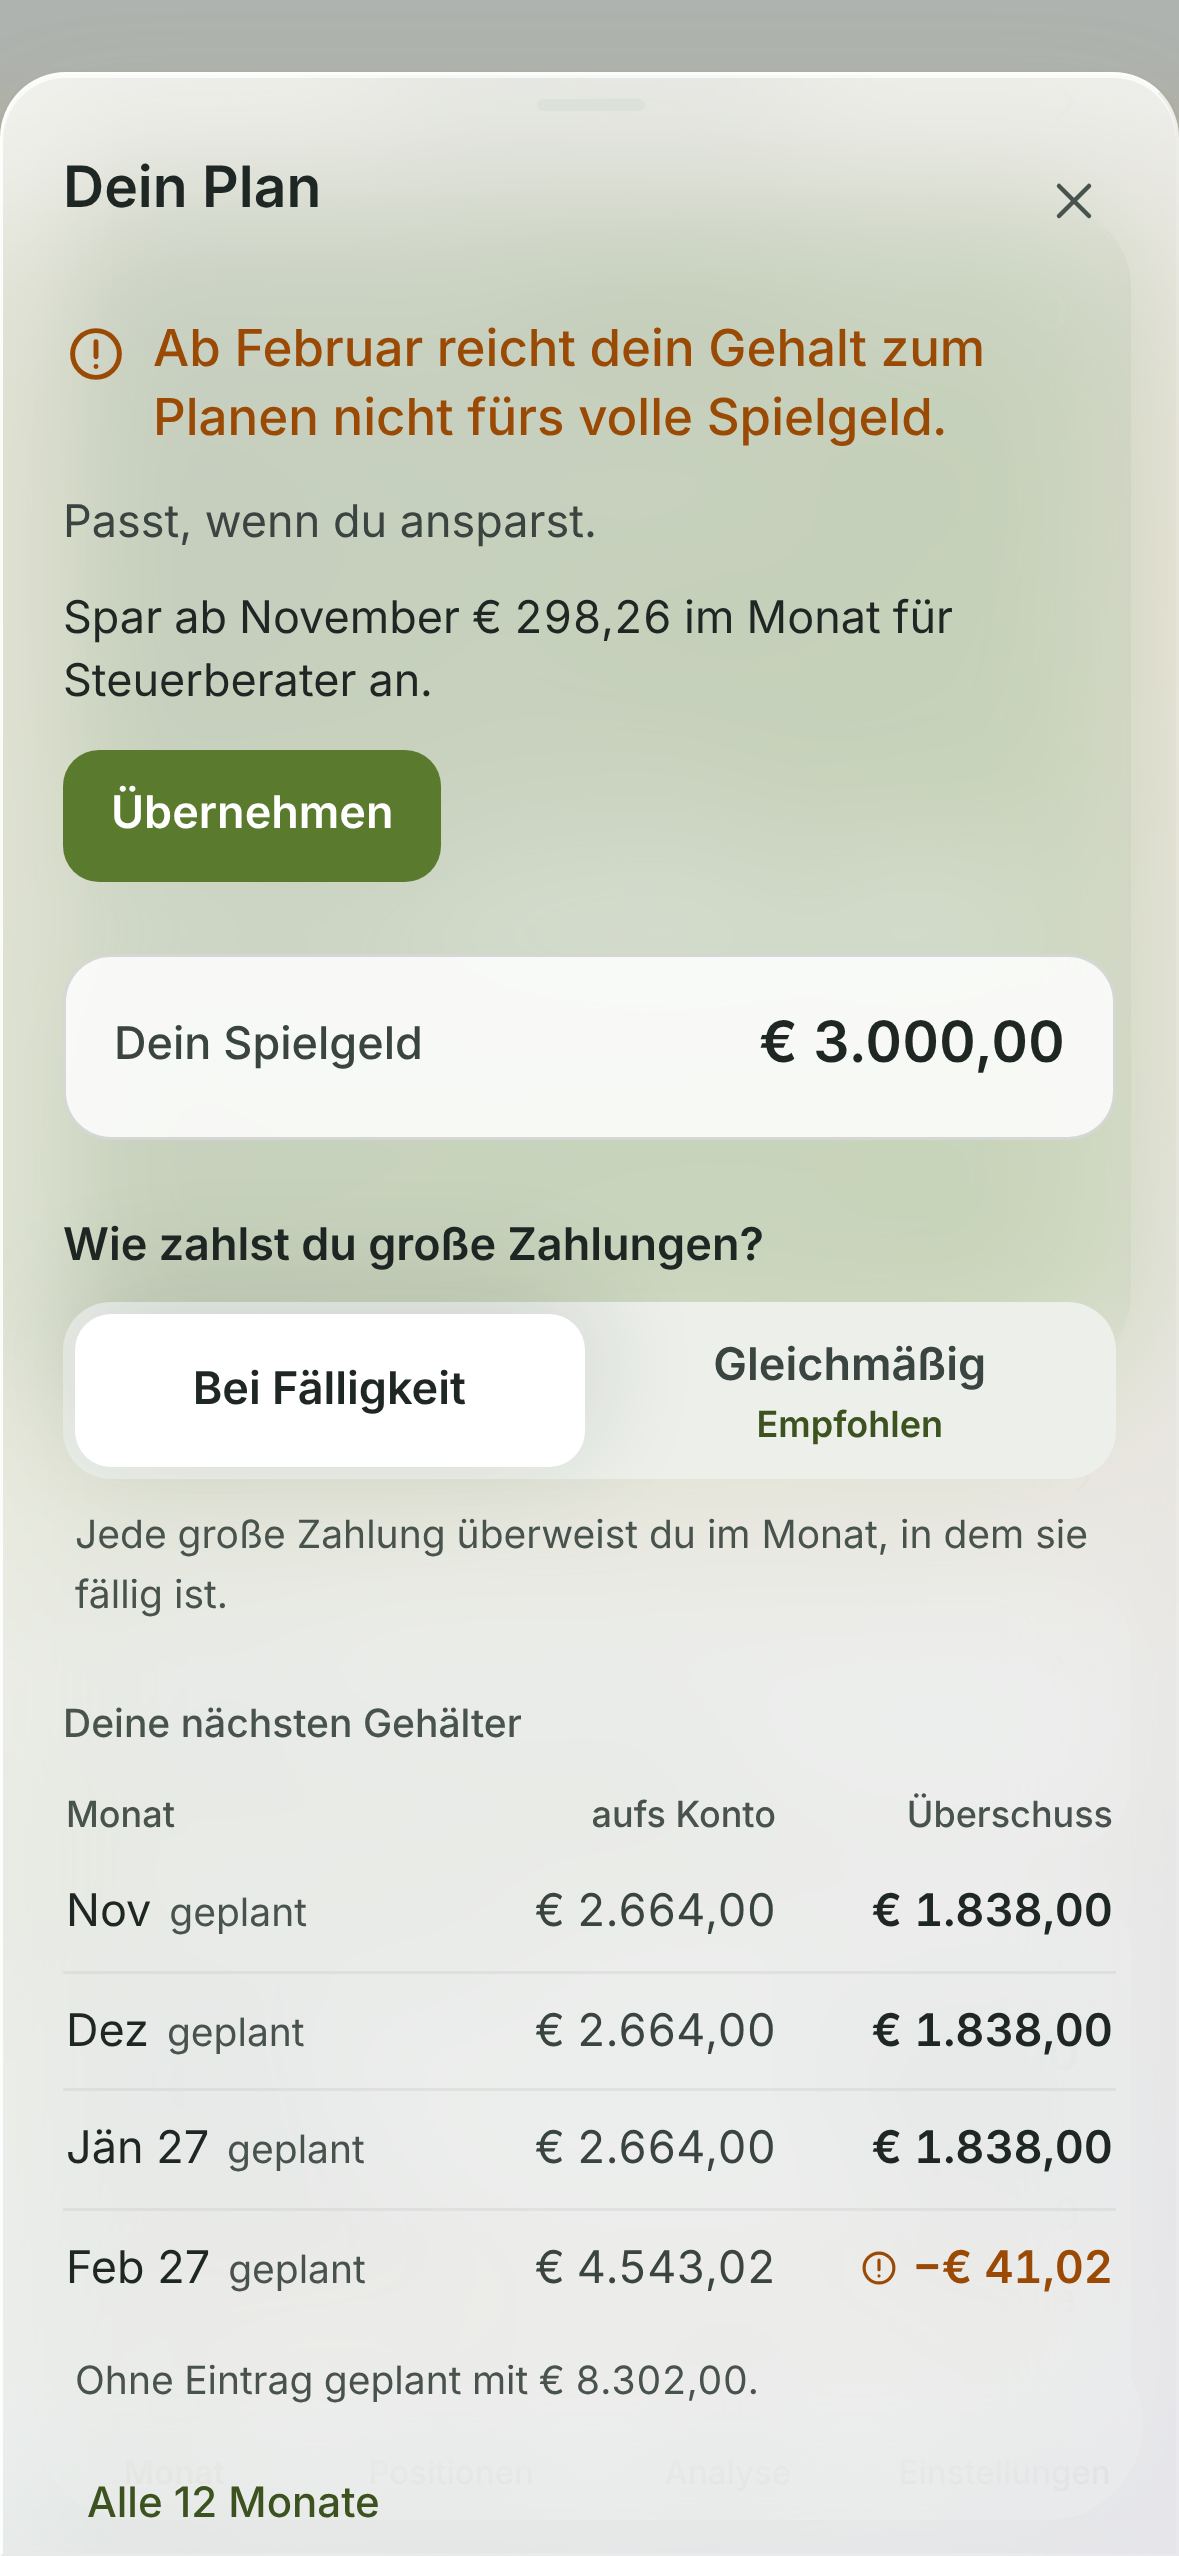 Dein Plan
Ab Februar reicht dein Gehalt zum
Planen nicht fürs volle Spielgeld.
Passt, wenn du ansparst.
Spar ab November € 298,26 im Monat für
Steuerberater an.
Übernehmen
Dein Spielgeld € 3.000,00
Wie zahlst du große Zahlungen?
Bei Fälligkeit
Gleichmäßig
Empfohlen
Jede große Zahlung überweist du im Monat, in dem sie
fällig ist.
Deine nächsten Gehälter
Monat aufs Konto Überschuss
Nov geplant € 2.664,00 € 1.838,00
Dez geplant € 2.664,00 € 1.838,00
Jän 27 geplant € 2.664,00 € 1.838,00
Feb 27 geplant € 4.543,02 −€ 41,02
Ohne Eintrag geplant mit € 8.302,00.
Monat Positionen Analyse Einstellungen
Alle 12 Monate